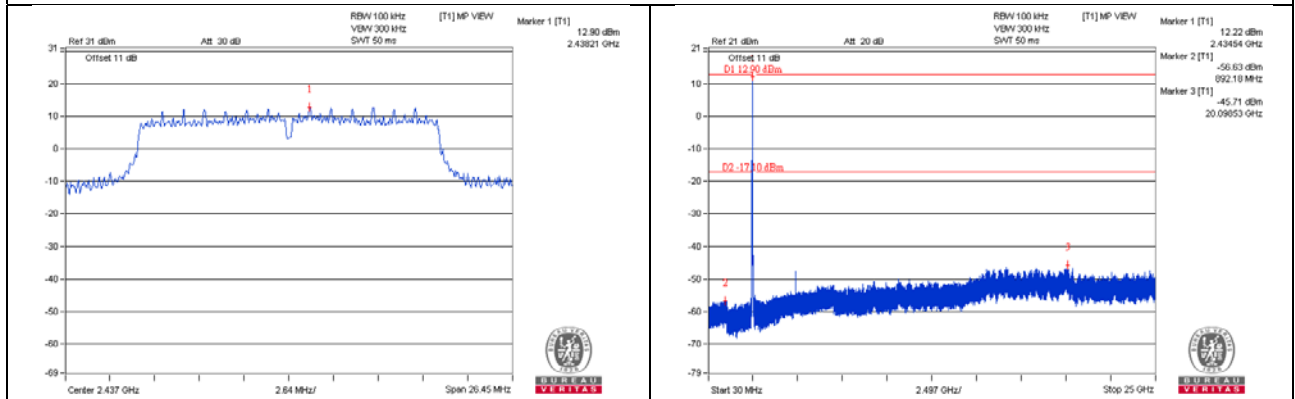 RBW 100 kHz
VBW 300 kHz
SWT 50 ms
[T1] MP VIEW
Ref 31 dBm
Att 30 dB
Marker 1 [T1]
12.90 dBm
2.43821 GHz
Offset 11 dB
31
20
10
0
-10
-20
-30
-40
-50
-60
-69
1
Center 2.437 GHz
2.64 MHz/
Span 26.45 MHz
BUREAU
VERITAS
RBW 100 kHz
VBW 300 kHz
SWT 50 ms
[T1] MP VIEW
Ref 21 dBm
Att 20 dB
Marker 1 [T1]
12.22 dBm
2.43454 GHz
Marker 2 [T1]
-56.63 dBm
892.18 MHz
Marker 3 [T1]
-45.71 dBm
20.09853 GHz
Offset 11 dB
D1 12.90 dBm
D2 -17.10 dBm
21
10
0
-10
-20
-30
-40
-50
-60
-70
-79
2
3
Start 30 MHz
2.497 GHz/
Stop 25 GHz
BUREAU
VERITAS